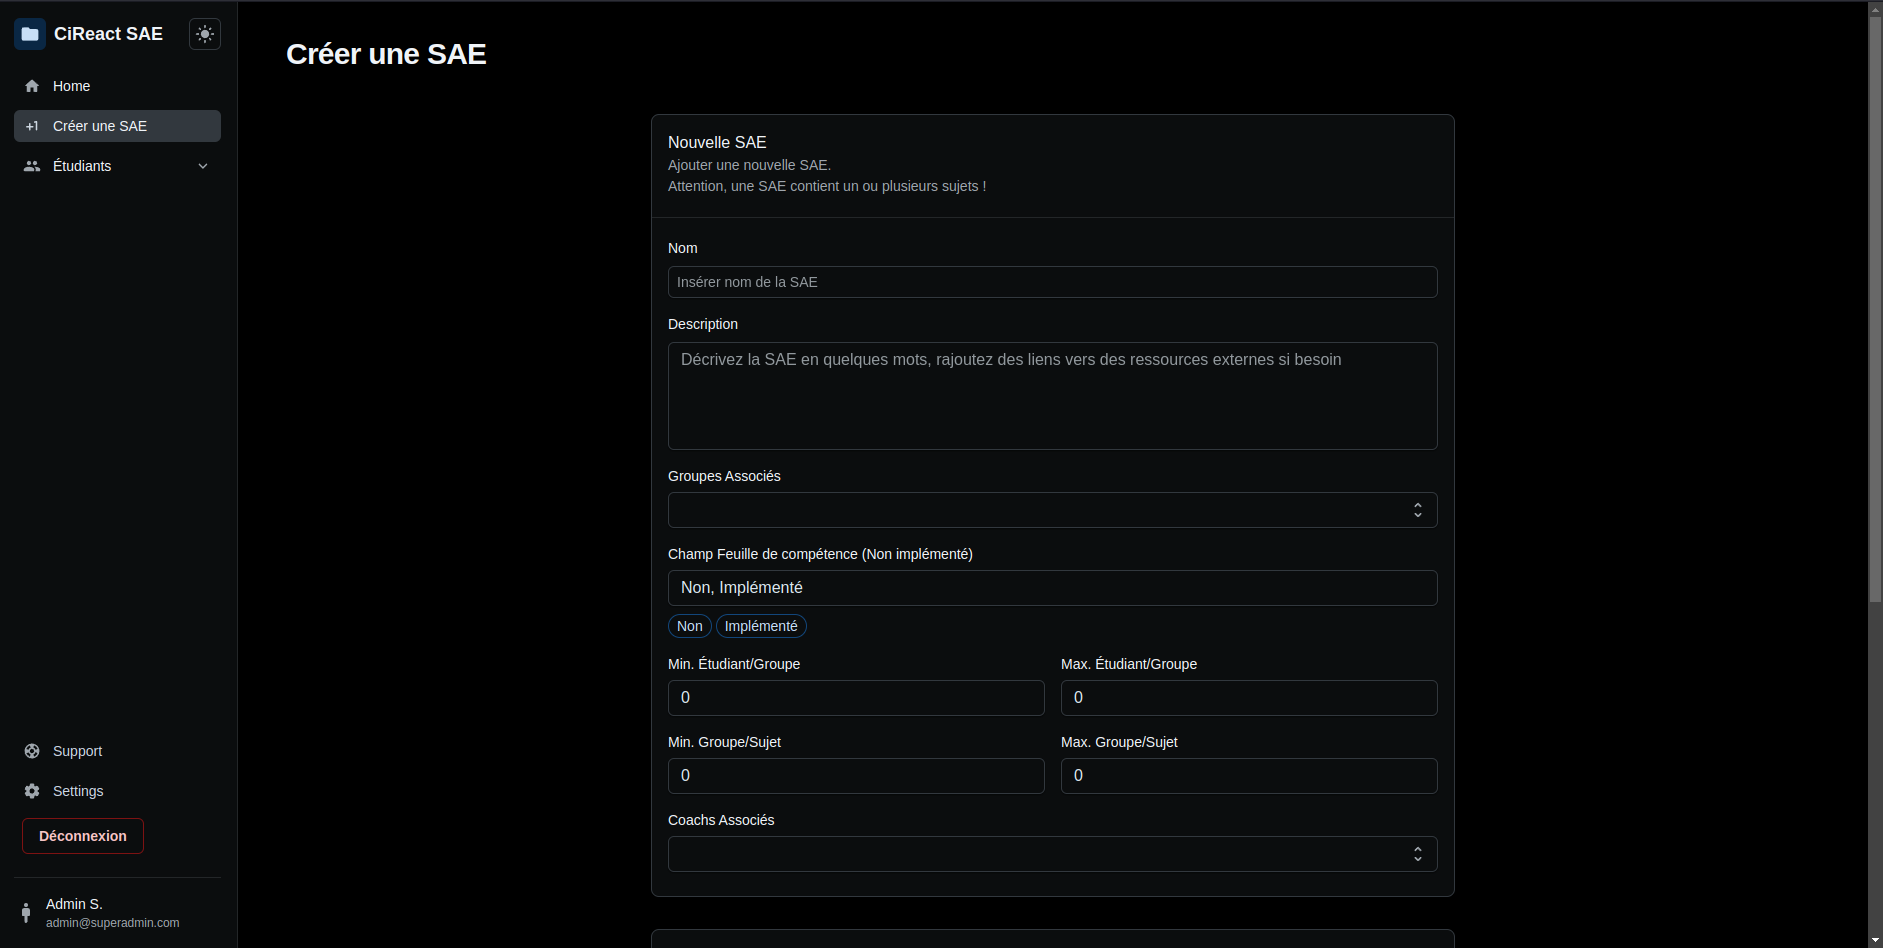 CiReact SAE
Home
+1 Créer une SAE
Étudiants
Support
Settings
Déconnexion
Admin S.
admin@superadmin.com
Créer une SAE
Nouvelle SAE
Ajouter une nouvelle SAE.
Attention, une SAE contient un ou plusieurs sujets !
Nom
Insérer nom de la SAE
Description
Décrivez la SAE en quelques mots, rajoutez des liens vers des ressources externes si besoin
Groupes Associés
Champ Feuille de compétence (Non implémenté)
Non, Implémenté
Non Implémenté
Min. Étudiant/Groupe Max. Étudiant/Groupe
0 0
Min. Groupe/Sujet Max. Groupe/Sujet
0 0
Coachs Associés